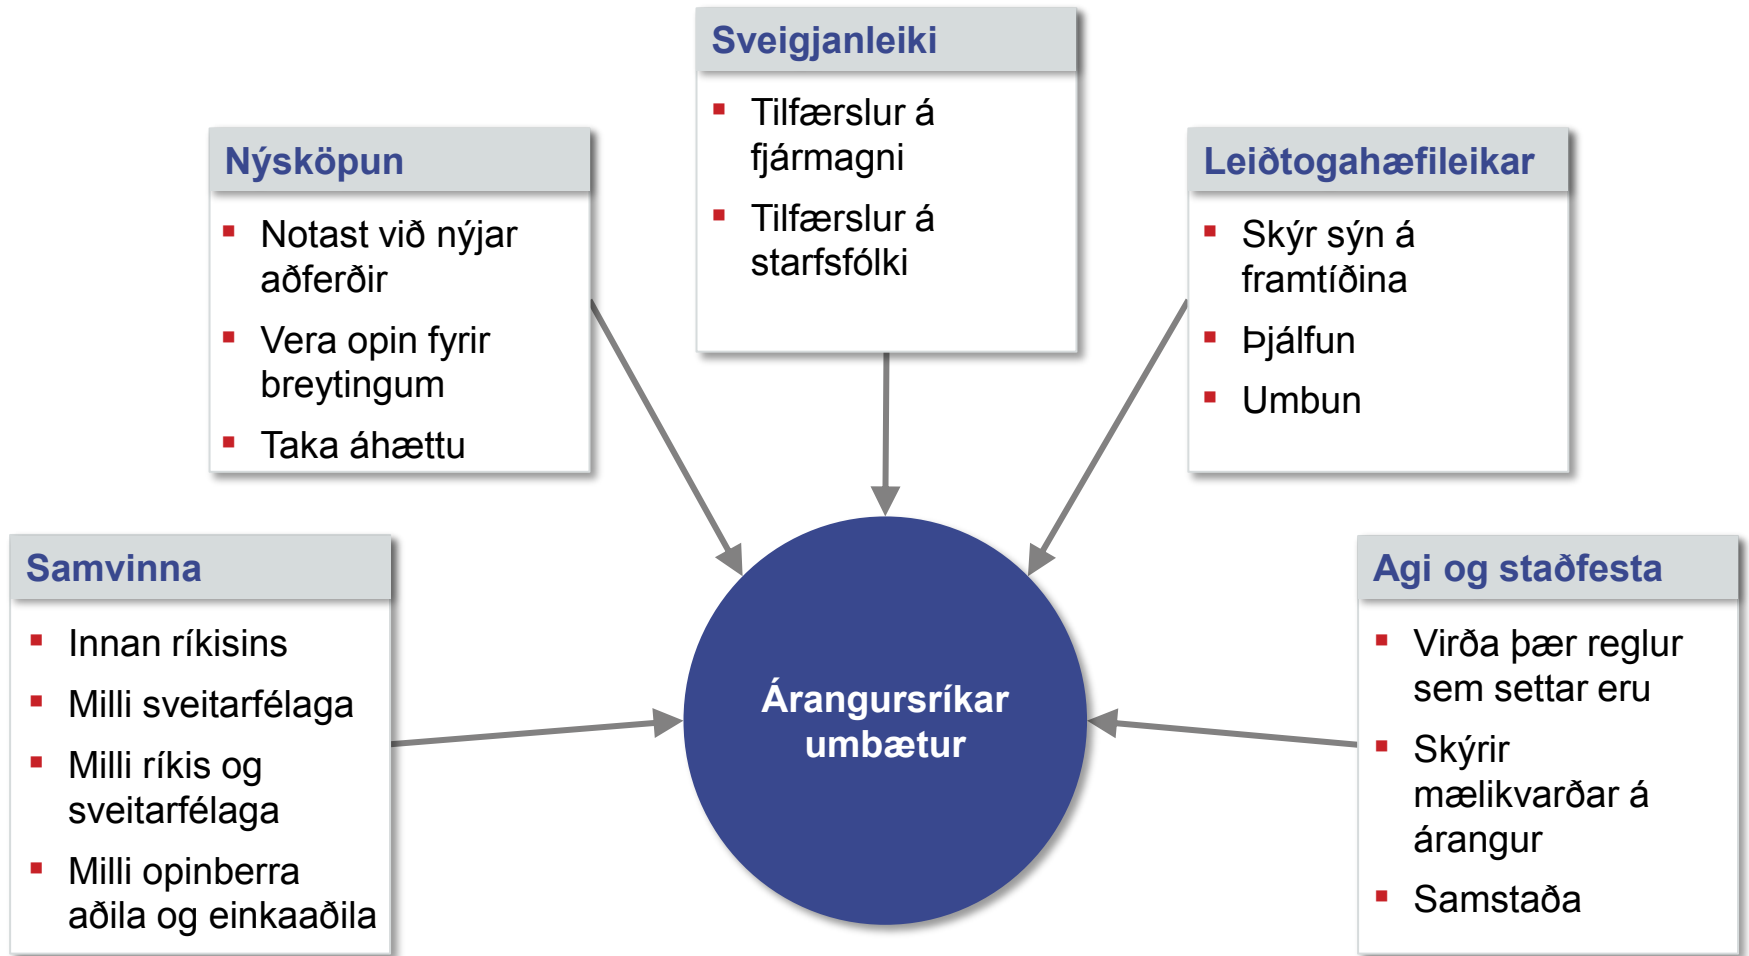 Sveigjanleiki
Tilfærslur á
fjármagni
Tilfærslur á
starfsfólki
Nýsköpun
Notast við nýjar
aðferðir
Vera opin fyrir
breytingum
Taka áhættu
Leiðtogahæfileikar
Skýr sýn á
framtíðina
Þjálfun
Umbun
Samvinna
Innan ríkisins
Milli sveitarfélaga
Milli ríkis og
sveitarfélaga
Milli opinberra
aðila og einkaaðila
Árangursríkar
umbætur
Agi og staðfesta
Virða þær reglur
sem settar eru
Skýrir
mælikvarðar á
árangur
Samstaða